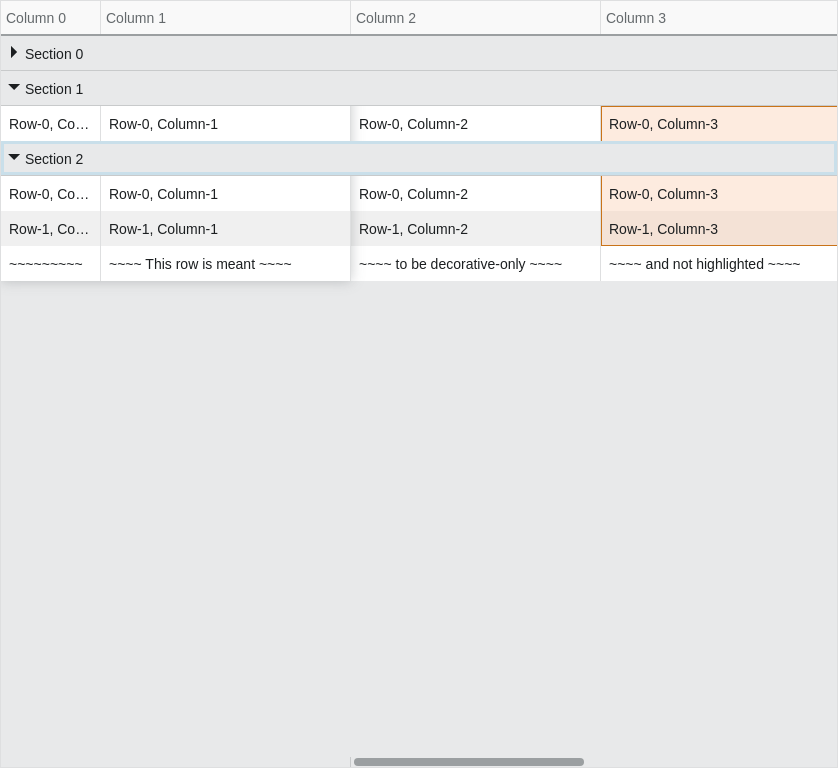 Column 0 Column 1 Column 2 Column 3
Section 0
Section 1
Row-0, Co… Row-0, Column-1 Row-0, Column-2 Row-0, Column-3
Section 2
Row-0, Co… Row-0, Column-1 Row-0, Column-2 Row-0, Column-3
Row-1, Co… Row-1, Column-1 Row-1, Column-2 Row-1, Column-3
~~~~~~~~~ ~~~~ This row is meant ~~~~ ~~~~ to be decorative-only ~~~~ ~~~~ and not highlighted ~~~~